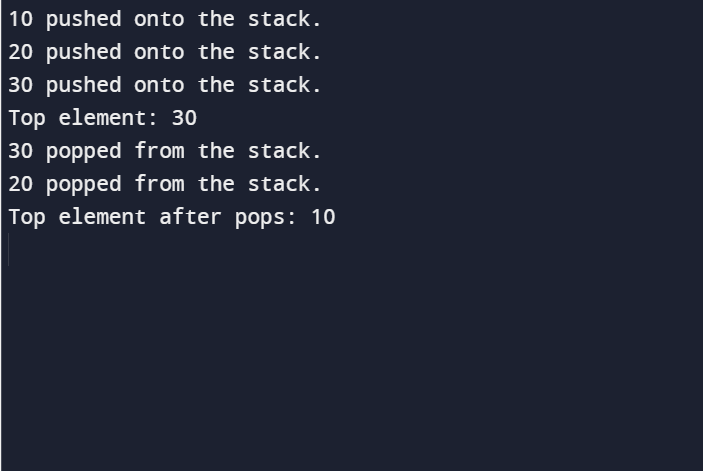 10 pushed onto the stack.
20 pushed onto the stack.
30 pushed onto the stack.
Top element: 30
30 popped from the stack.
20 popped from the stack.
Top element after pops: 10